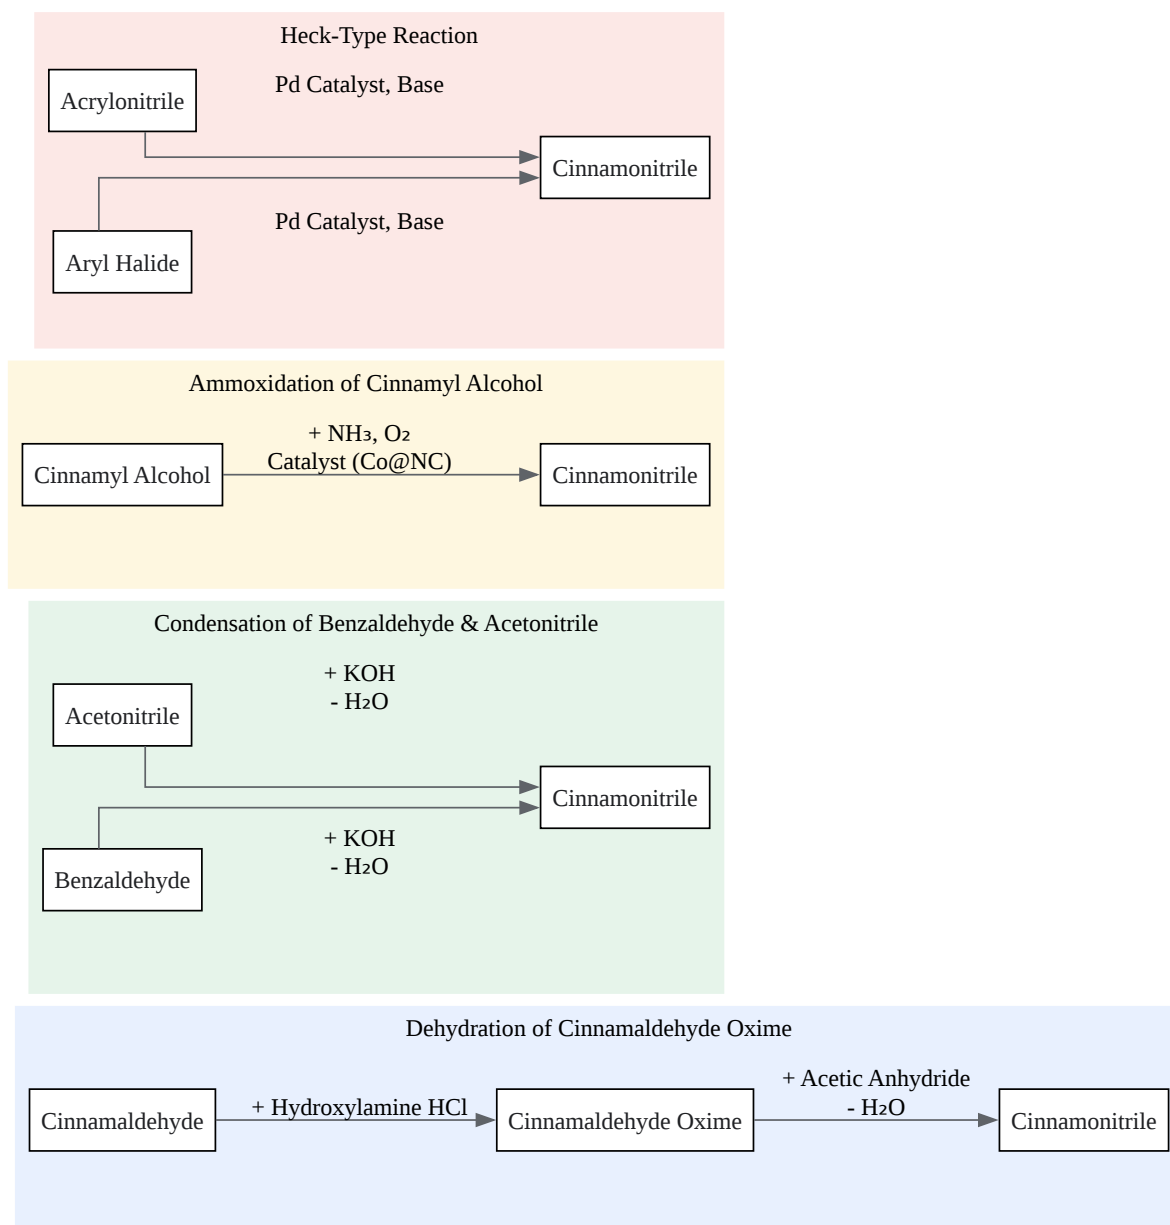 Heck-Type Reaction
Pd Catalyst, Base
Acrylonitrile
Cinnamonitrile
Pd Catalyst, Base
Aryl Halide
Ammoxidation of Cinnamyl Alcohol
+ NH₃, O₂
Catalyst (Co@NC)
Cinnamyl Alcohol
Cinnamonitrile
Condensation of Benzaldehyde & Acetonitrile
+ KOH
- H₂O
Acetonitrile
Cinnamonitrile
+ KOH
- H₂O
Benzaldehyde
Dehydration of Cinnamaldehyde Oxime
Cinnamaldehyde
+ Hydroxylamine HCl
Cinnamaldehyde Oxime
+ Acetic Anhydride
- H₂O
Cinnamonitrile